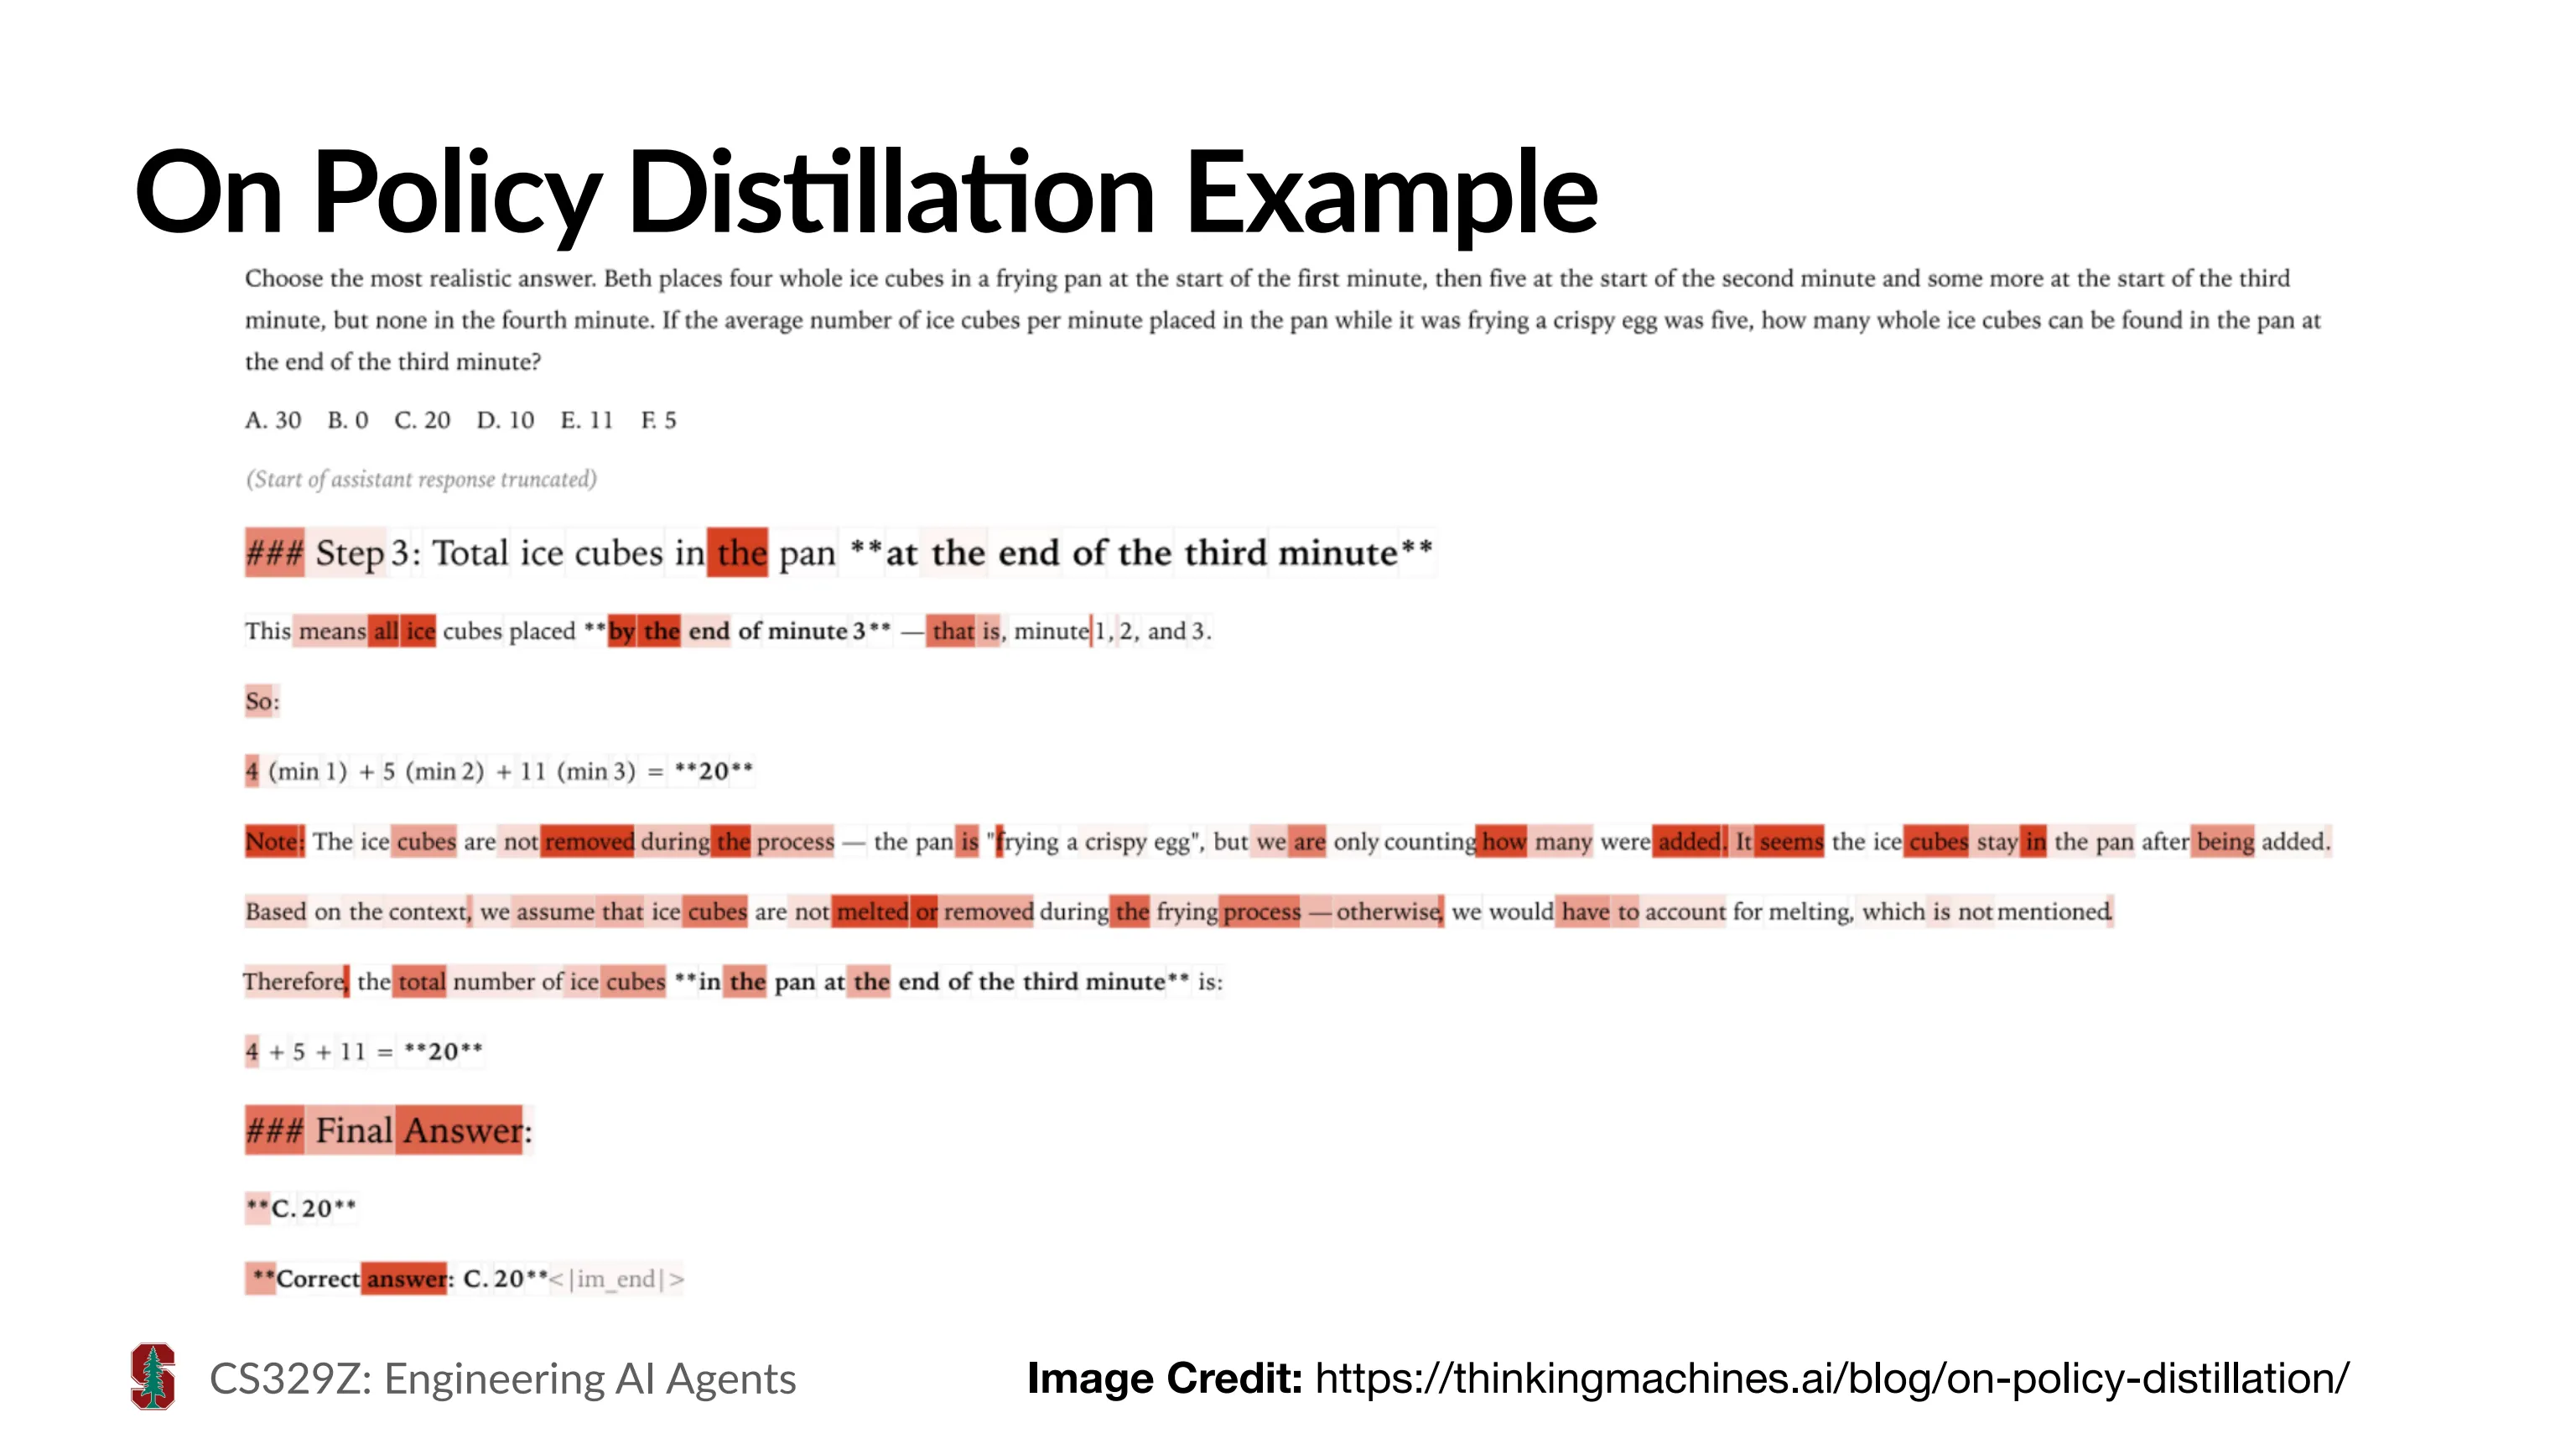 On Policy Distillation Example
Choose the most realistic answer. Beth places four whole ice cubes in a frying pan at the start of the first minute, then five at the start of the second minute and some more at the start of the third
minute, but none in the fourth minute. If the average number of ice cubes per minute placed in the pan while it was frying a crispy egg was five, how many whole ice cubes can be found in the pan at
the end of the third minute?
A. 30 B. 0 C. 20 D. 10 E. 11 F. 5
(Start of assistant response truncated)
### Step 3: Total ice cubes in the pan **at the end of the third minute**
This means all ice cubes placed **by the end of minute 3** — that is, minute 1, 2, and 3.
So:
4 (min 1) + 5 (min 2) + 11 (min 3) = **20**
Note: The ice cubes are not removed during the process — the pan is "frying a crispy egg", but we are only counting how many were added. It seems the ice cubes stay in the pan after being added.
Based on the context, we assume that ice cubes are not melted or removed during the frying process — otherwise, we would have to account for melting, which is not mentioned.
Therefore, the total number of ice cubes **in the pan at the end of the third minute** is:
4 + 5 + 11 = **20**
### Final Answer:
**C. 20**
**Correct answer: C. 20**<|im_end|>
CS329Z: Engineering AI Agents
Image Credit: https://thinkingmachines.ai/blog/on-policy-distillation/